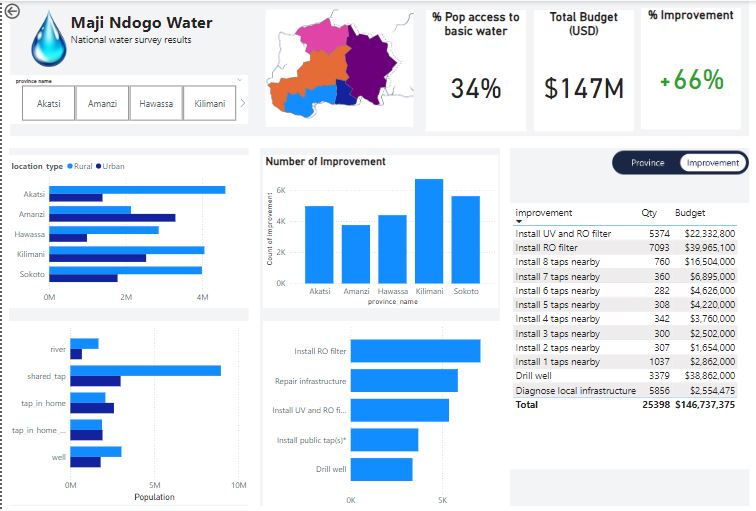 Maji Ndogo Water
National water survey results
province name
Akatsi
Amanzi
Hawassa
Kilimani
% Pop access to
basic water
34%
Total Budget
(USD)
$147M
% Improvement
+66%
location_type Rural Urban
Akatsi
Amanzi
Hawassa
Kilimani
Sokoto
0M 2M 4M
Number of Improvement
Count of Improvement
6K
4K
2K
0K
Akatsi Amanzi Hawassa Kilimani Sokoto
province_name
Province Improvement
improvement Qty Budget
Install UV and RO filter 5374 $22,332,800
Install RO filter 7093 $39,965,100
Install 8 taps nearby 760 $16,504,000
Install 7 taps nearby 360 $6,895,000
Install 6 taps nearby 282 $4,626,000
Install 5 taps nearby 308 $4,220,000
Install 4 taps nearby 342 $3,760,000
Install 3 taps nearby 300 $2,502,000
Install 2 taps nearby 307 $1,654,000
Install 1 taps nearby 1037 $2,862,000
Drill well 3379 $38,862,000
Diagnose local infrastructure 5856 $2,554,475
Total 25398 $146,737,375
river
shared_tap
tap_in_home
tap_in_home_...
well
0M 5M 10M
Population
Install RO filter
Repair infrastructure
Install UV and RO fi...
Install public tap(s)*
Drill well
0K 5K